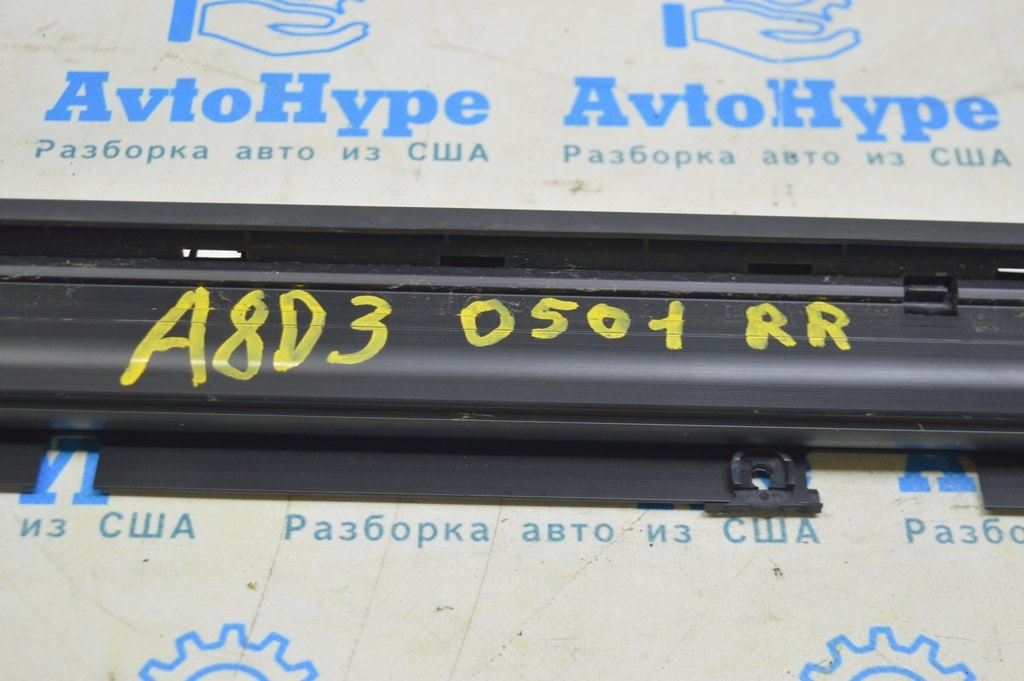 AvtoHype AvtoHype
Разборка авто из США Разборка авто из США
A8D3 0501 RR
из США Разборка авто из США Разб